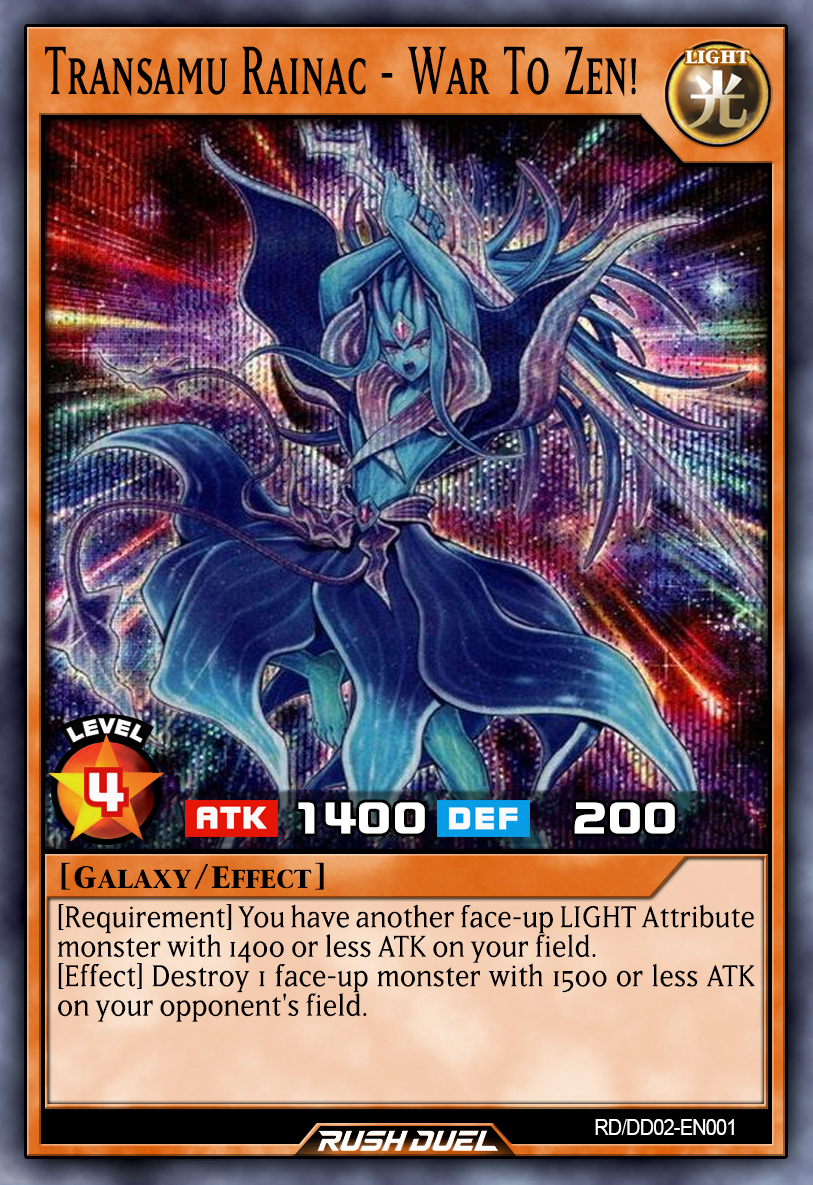 Transamu Rainac - War To Zen!
LIGHT
光
LEVEL
4
ATK 1400 DEF 200
[Galaxy/Effect]
[Requirement] You have another face-up LIGHT Attribute
monster with 1400 or less ATK on your field.
[Effect] Destroy 1 face-up monster with 1500 or less ATK
on your opponent's field.
RD/DD02-EN001
RUSH DUEL